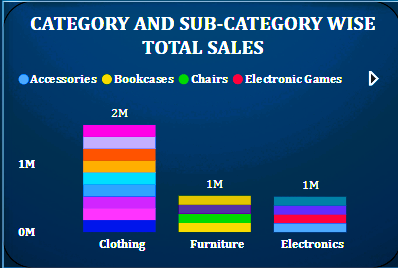 CATEGORY AND SUB-CATEGORY WISE
TOTAL SALES
Accessories Bookcases Chairs Electronic Games
2M
1M
1M 1M
0M
Clothing Furniture Electronics